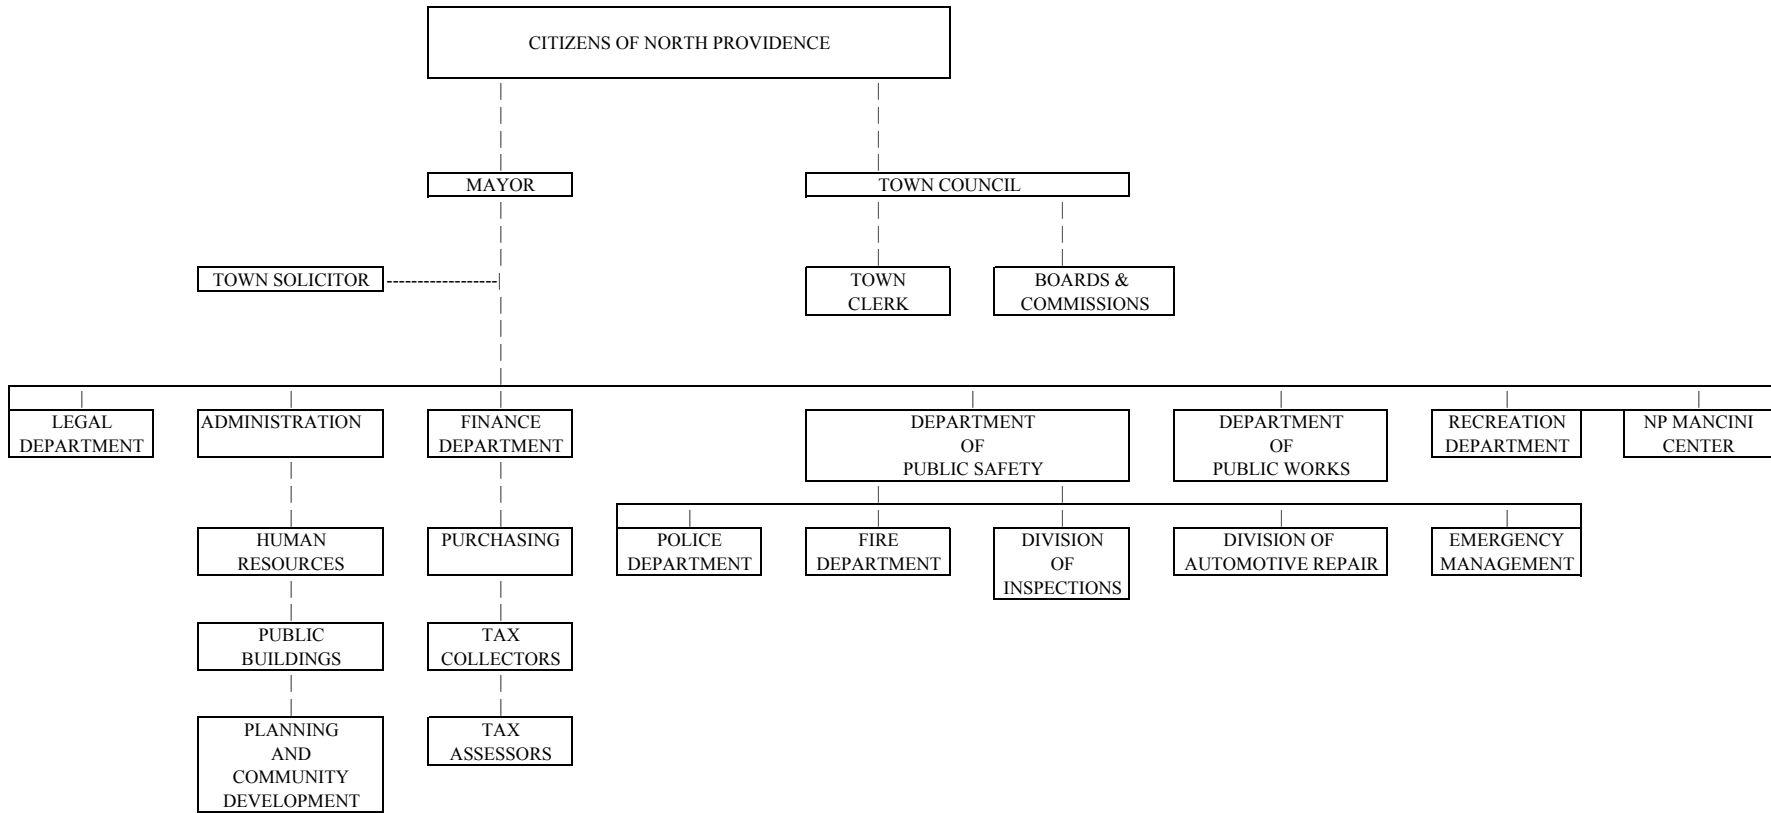 CITIZENS OF NORTH PROVIDENCE
MAYOR
TOWN COUNCIL
TOWN SOLICITOR
TOWN
CLERK
BOARDS &
COMMISSIONS
LEGAL
DEPARTMENT
ADMINISTRATION
FINANCE
DEPARTMENT
DEPARTMENT
OF
PUBLIC SAFETY
DEPARTMENT
OF
PUBLIC WORKS
RECREATION
DEPARTMENT
NP MANCINI
CENTER
HUMAN
RESOURCES
PURCHASING
POLICE
DEPARTMENT
FIRE
DEPARTMENT
DIVISION
OF
INSPECTIONS
DIVISION OF
AUTOMOTIVE REPAIR
EMERGENCY
MANAGEMENT
PUBLIC
BUILDINGS
TAX
COLLECTORS
PLANNING
AND
COMMUNITY
DEVELOPMENT
TAX
ASSESSORS